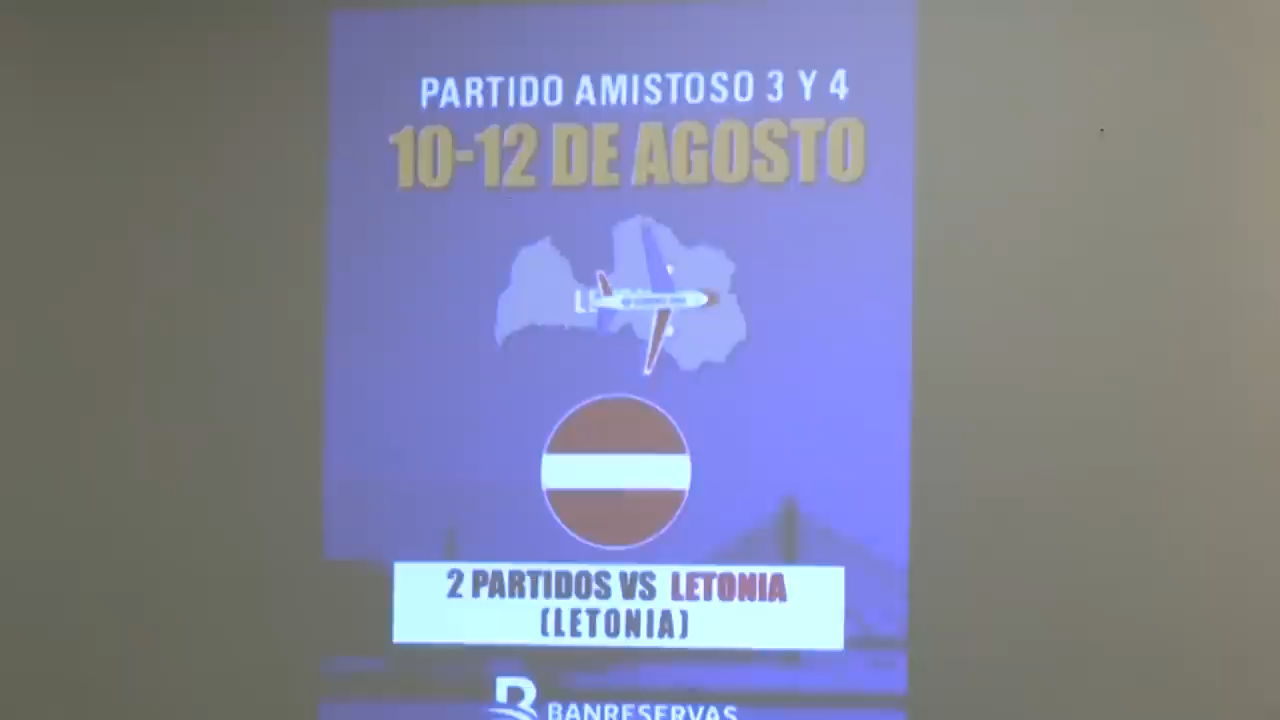 PARTIDO AMISTOSO 3 Y 4
10-12 DE AGOSTO
2 PARTIDOS VS LETONIA
(LETONIA)
BANRESERVAS